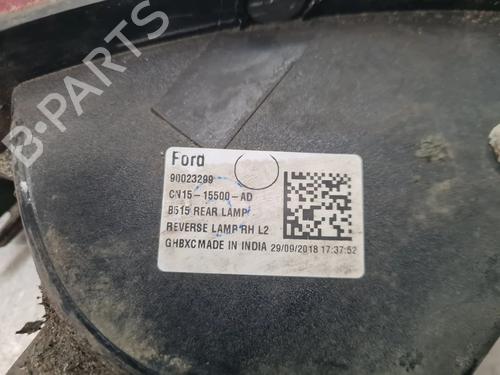 Ford
90023299
CN15-15500-AD
B515 REAR LAMP
REVERSE LAMP RH L2
GHBXC MADE IN INDIA 29/09/2018 17:37:52
B-PARTS